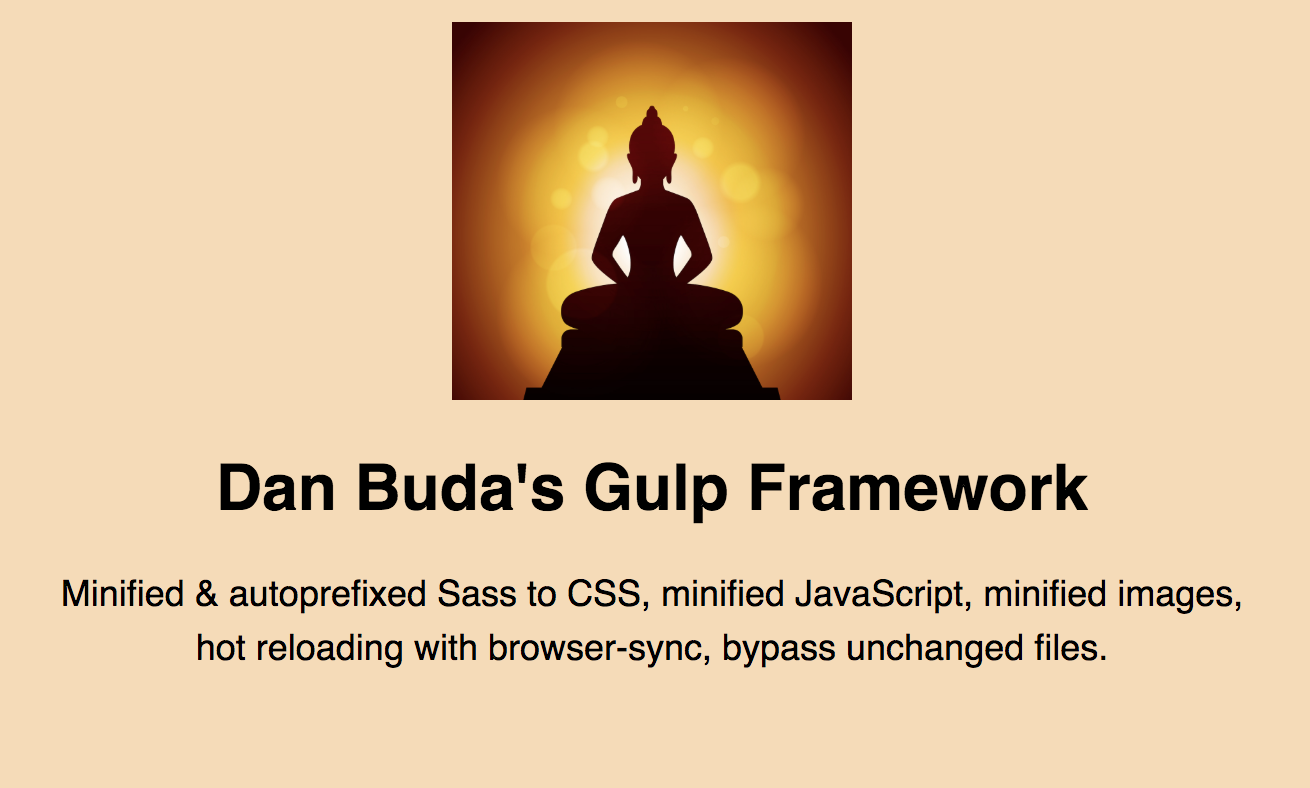 Dan Buda's Gulp Framework
Minified & autoprefixed Sass to CSS, minified JavaScript, minified images,
hot reloading with browser-sync, bypass unchanged files.